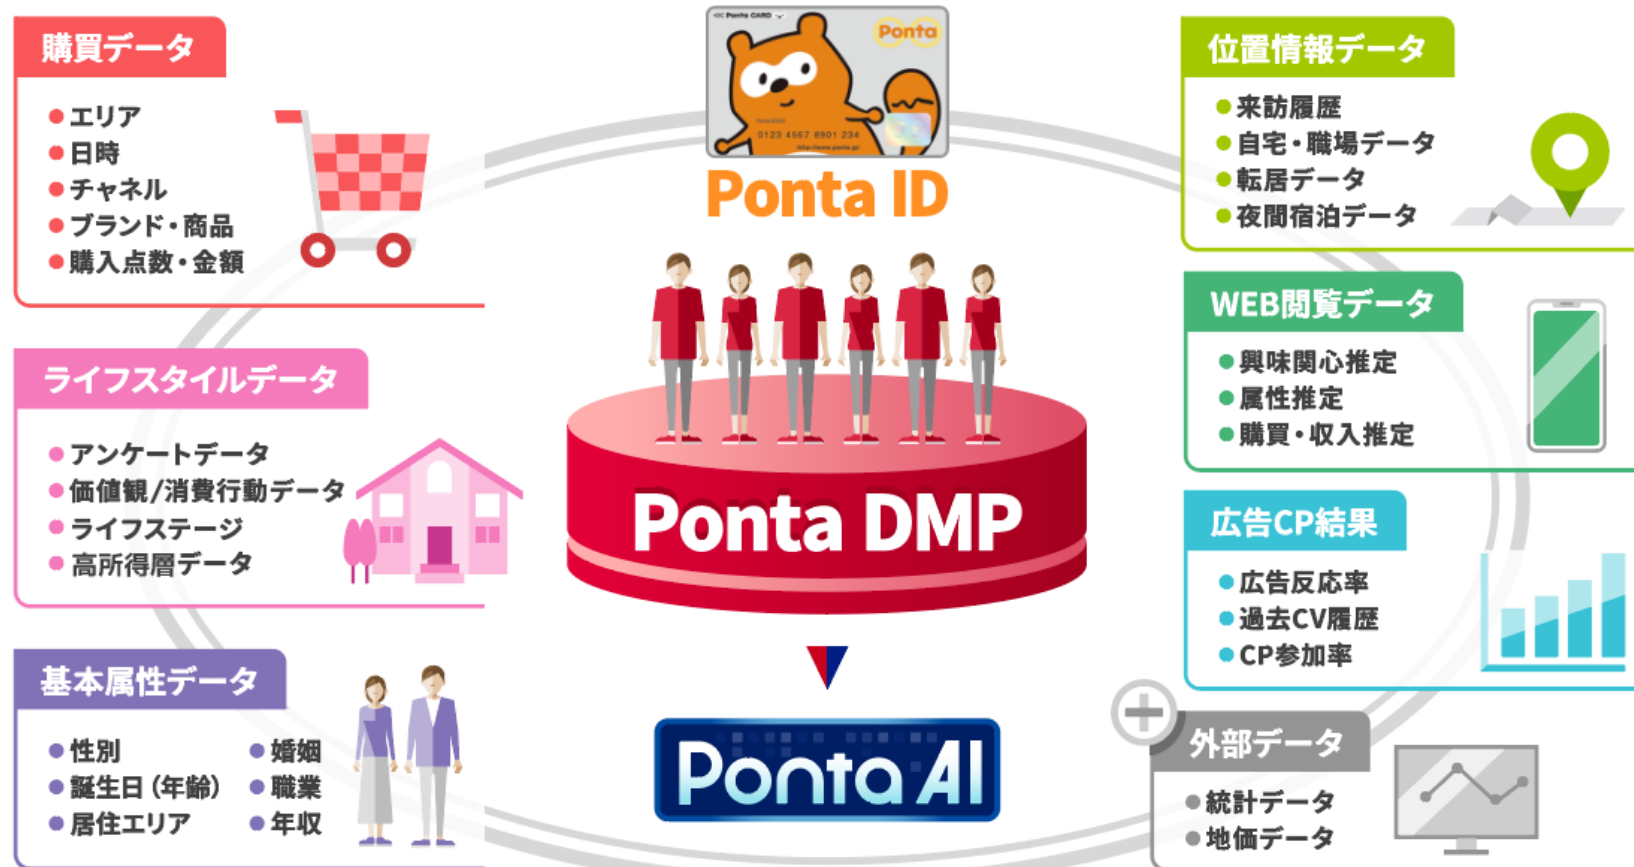 購買データ
●エリア
●日時
●チャネル
●ブランド・商品
●購入点数・金額
ライフスタイルデータ
●アンケートデータ
●価値観/消費行動データ
●ライフステージ
●高所得層データ
基本属性データ
●性別
●誕生日（年齢）
●居住エリア
●婚姻
●職業
●年収
Ponta CARD
Ponta
0123 4567 8901 234
http://www.ponta.jp/
Ponta ID
Ponta DMP
Ponta AI
位置情報データ
●来訪履歴
●自宅・職場データ
●転居データ
●夜間宿泊データ
WEB閲覧データ
●興味関心推定
●属性推定
●購買・収入推定
広告CP結果
●広告反応率
●過去CV履歴
●CP参加率
外部データ
●統計データ
●地価データ